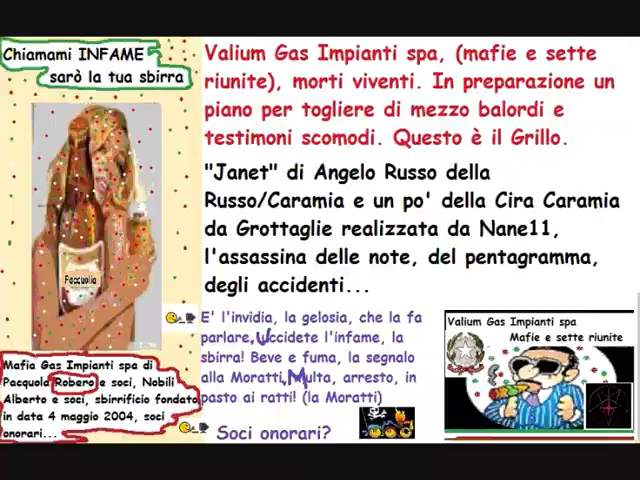 Chiamami INFAME
sarò la tua sbirra
Paccuolla
Mafia Gas Impianti spa di
Pacquola Robero e soci, Nobili
Alberto e soci, sbirrificio fondato
in data 4 maggio 2004, soci
onorari...
Valium Gas Impianti spa, (mafie e sette
riunite), morti viventi. In preparazione un
piano per togliere di mezzo balordi e
testimoni scomodi. Questo è il Grillo.
"Janet" di Angelo Russo della
Russo/Caramia e un po' della Cira Caramia
da Grottaglie realizzata da Nane11,
l'assassina delle note, del pentagramma,
degli accidenti...
E' l'invidia, la gelosia, che la fa
parlare, uccidete l'infame, la
sbirra! Beve e fuma, la segnalo
alla Moratti, Multa, arresto, in
pasto ai ratti! (la Moratti)
Soci onorari?
Valium Gas Impianti spa
Mafie e sette riunite